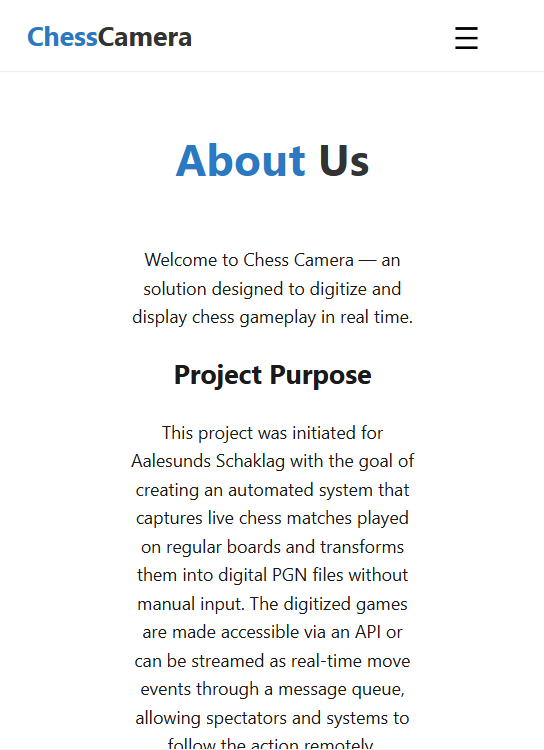 ChessCamera
About Us
Welcome to Chess Camera — an
solution designed to digitize and
display chess gameplay in real time.
Project Purpose
This project was initiated for
Aalesunds Schaklag with the goal of
creating an automated system that
captures live chess matches played
on regular boards and transforms
them into digital PGN files without
manual input. The digitized games
are made accessible via an API or
can be streamed as real-time move
events through a message queue,
allowing spectators and systems to
follow the action remotely.